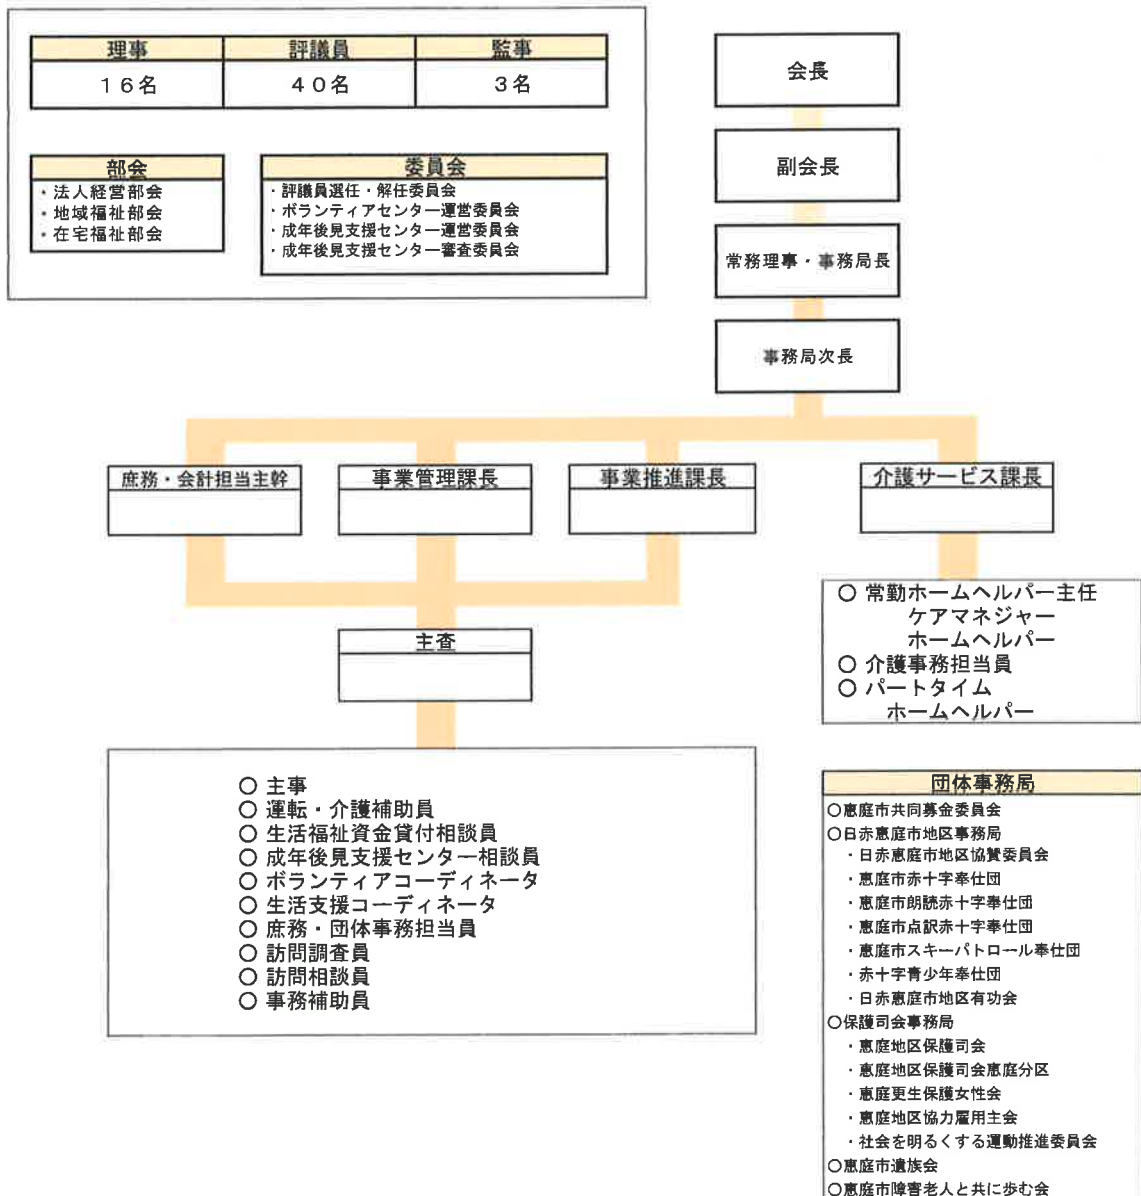 理事 評議員 監事
１６名 ４０名 ３名
部会
・法人経営部会
・地域福祉部会
・在宅福祉部会
委員会
・評議員選任・解任委員会
・ボランティアセンター運営委員会
・成年後見支援センター運営委員会
・成年後見支援センター審査委員会
会長
副会長
常務理事・事務局長
事務局次長
庶務・会計担当主幹
事業管理課長
事業推進課長
介護サービス課長
主査
○ 常勤ホームヘルパー主任
ケアマネジャー
ホームヘルパー
○ 介護事務担当員
○ パートタイム
ホームヘルパー
○ 主事
○ 運転・介護補助員
○ 生活福祉資金貸付相談員
○ 成年後見支援センター相談員
○ ボランティアコーディネータ
○ 生活支援コーディネータ
○ 庶務・団体事務担当員
○ 訪問調査員
○ 訪問相談員
○ 事務補助員
団体事務局
○恵庭市共同募金委員会
○日赤恵庭市地区事務局
・日赤恵庭市地区協賛委員会
・恵庭市赤十字奉仕団
・恵庭市朗読赤十字奉仕団
・恵庭市点訳赤十字奉仕団
・恵庭市スキーパトロール奉仕団
・赤十字青少年奉仕団
・日赤恵庭市地区有功会
○保護司会事務局
・恵庭地区保護司会
・恵庭地区保護司会恵庭分区
・恵庭更生保護女性会
・恵庭地区協力雇用主会
・社会を明るくする運動推進委員会
○恵庭市遺族会
○恵庭市障害老人と共に歩む会